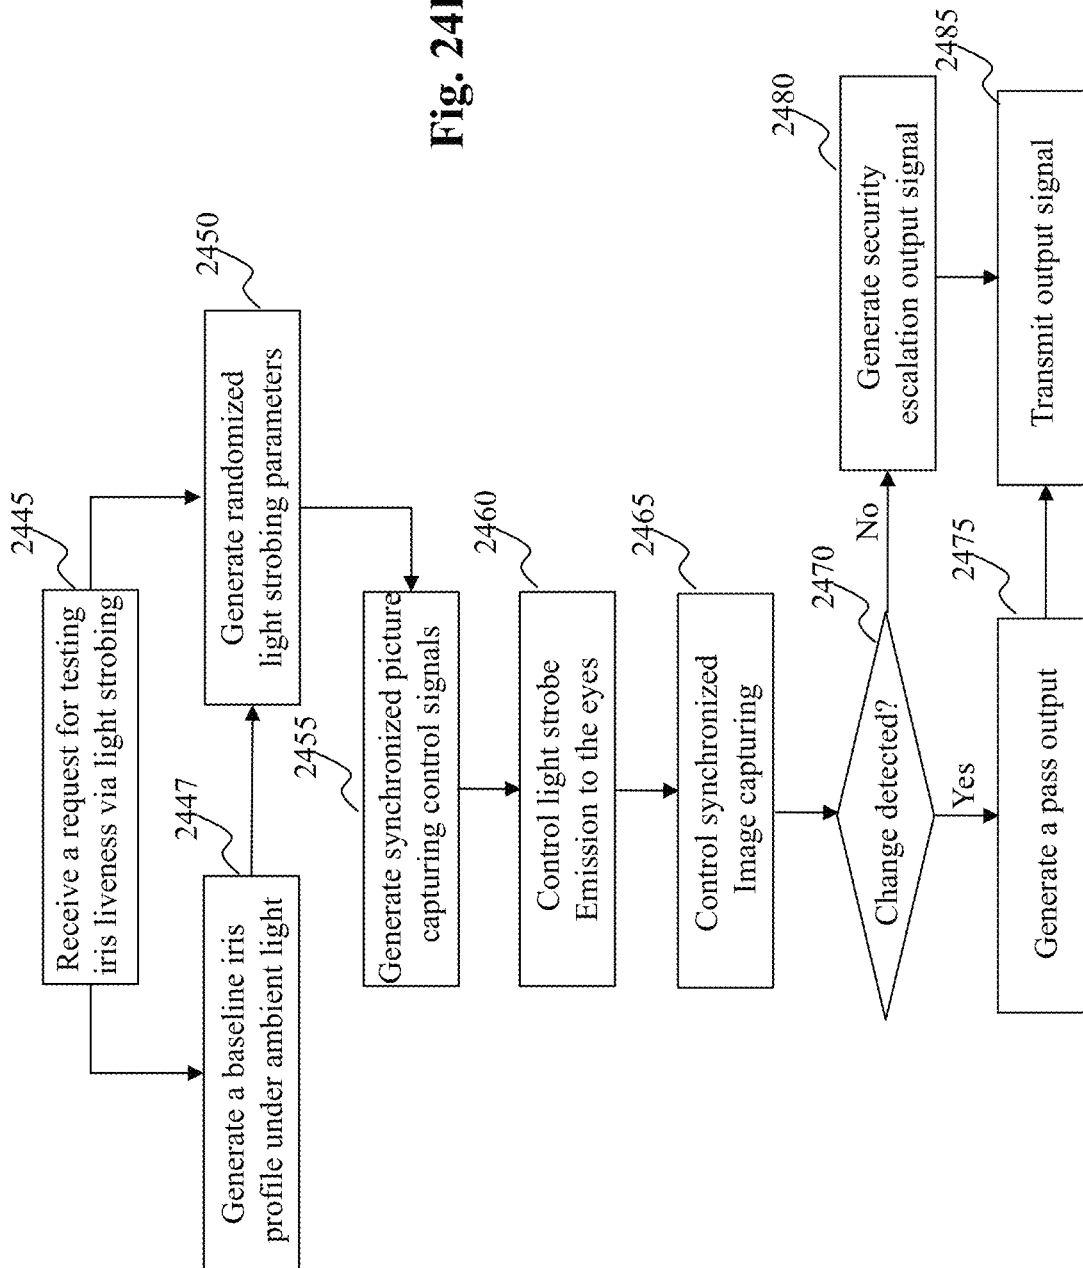 2445
Receive a request for testing
iris liveness via light strobing
2447
Generate a baseline iris
profile under ambient light
2450
Generate randomized
light strobing parameters
2455
Generate synchronized picture
capturing control signals
Fig. 24
2460
Control light strobe
Emission to the eyes
2465
Control synchronized
Image capturing
2470
Change detected?
No
Yes
2480
Generate security
escalation output signal
2475
Generate a pass output
2485
Transmit output signal